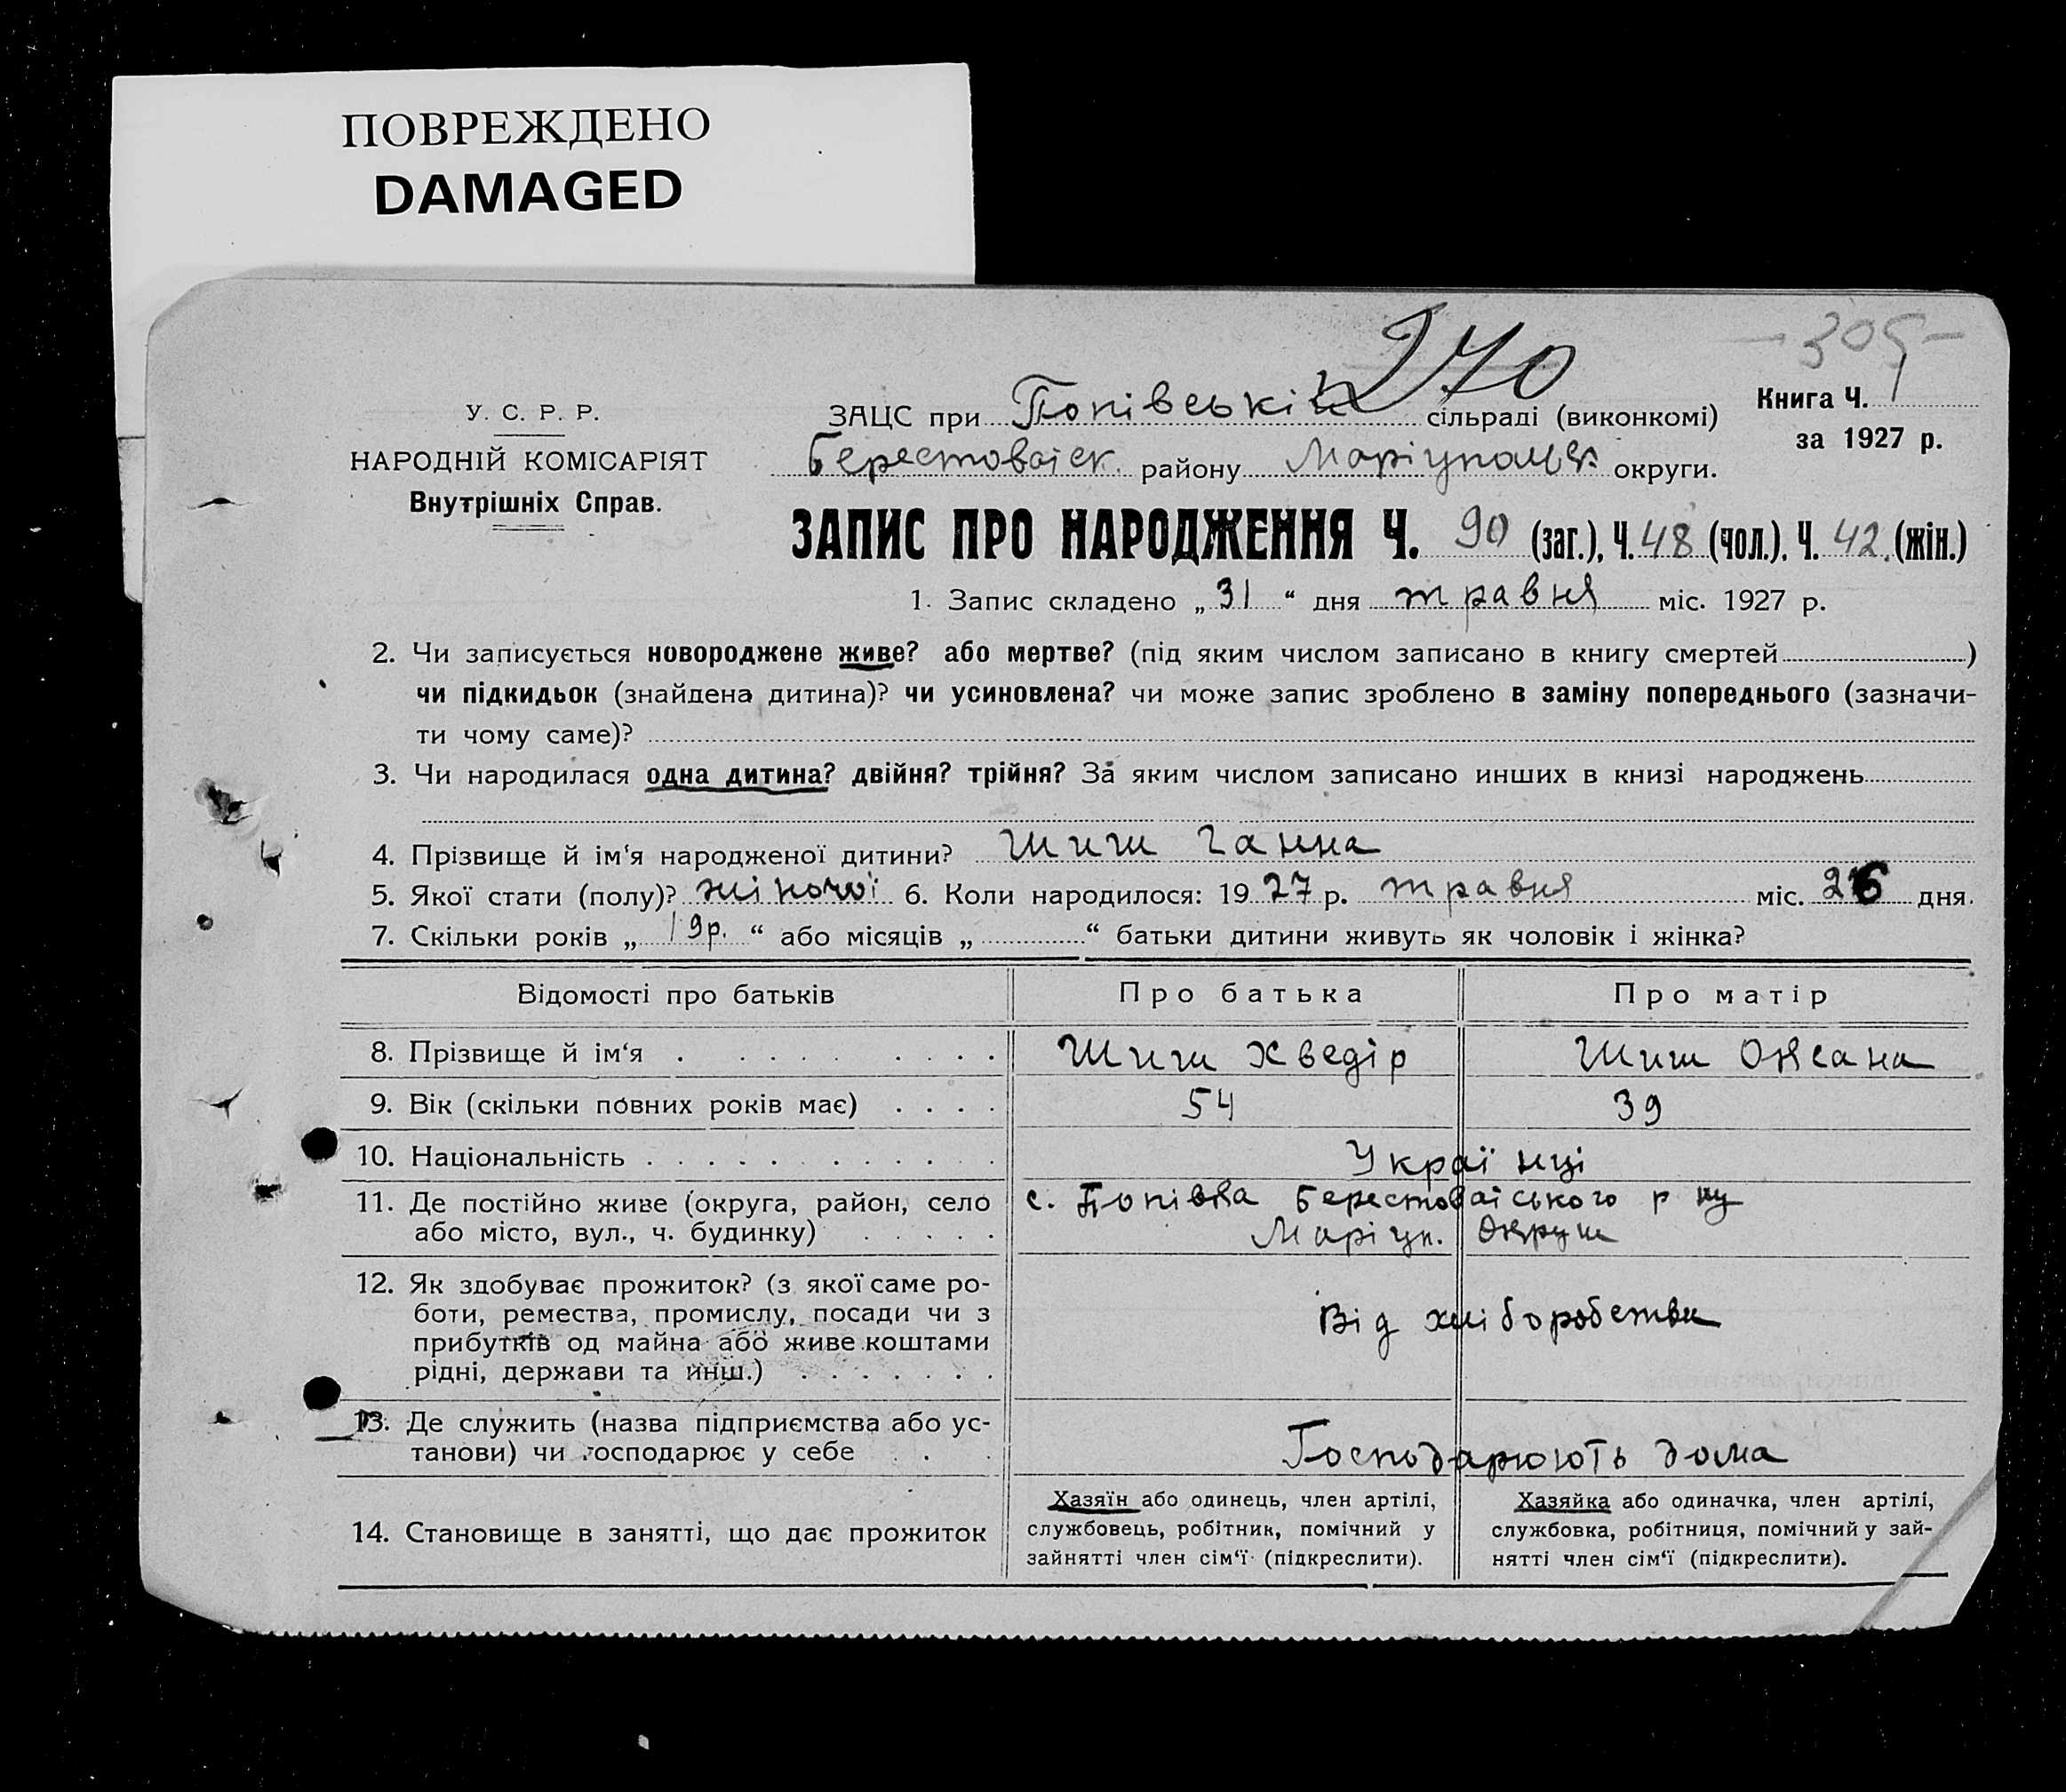 ПОВРЕЖДЕНО
DAMAGED
270
305
У. С. Р. Р.
НАРОДНІЙ КОМІСАРІЯТ
Внутрішніх Справ.
ЗАЦС при Попівській сільраді (виконкомі)
Берестоваіск. району Маріупольск. округи.
Книга Ч. 1
за 1927 р.
ЗАПИС ПРО НАРОДЖЕННЯ Ч. 90 (заг.), Ч. 48 (чол.), Ч. 42. (жін.)
1. Запис складено „ 31 “ дня травня міс. 1927 р.
2. Чи записується новороджене живе? або мертве? (під яким числом записано в книгу смертей )
чи підкидьок (знайдена дитина)? чи усиновлена? чи може запис зроблено в заміну попереднього (зазначи-
ти чому саме)?
3. Чи народилася одна дитина? двійня? трійня? За яким числом записано инших в книзі народжень
4. Прізвище й ім‘я народженої дитини? Шиш Ганна
5. Якої стати (полу)? жіночої 6. Коли народилося: 1927 р. травня міс. 26 дня.
7. Скільки років „ 19р. “ або місяців „ “ батьки дитини живуть як чоловік і жінка?
Відомості про батьків Про батька Про матір
8. Прізвище й ім‘я . . . . . . . . . Шиш Хведір Шиш Оксана
9. Вік (скільки повних років має) . . . . 54 39
10. Національність . . . . . . . . . . . . Українці
11. Де постійно живе (округа, район, село
або місто, вул., ч. будинку) . . . . .
с. Попівка Берестоваіського р ну
Маріуп. Округи
12. Як здобуває прожиток? (з якої саме ро-
боти, ремества, промислу, посади чи з
прибутків од майна або живе коштами
рідні, держави та инш.) . . . . . . .
Від хліборобства
13. Де служить (назва підприємства або ус-
танови) чи господарює у себе . .
Господарюють дома
14. Становище в занятті, що дає прожиток
Хазяїн або одинець, член артілі,
службовець, робітник, помічний у
зайнятті член сім‘ї (підкреслити).
Хазяйка або одиначка, член артілі,
службовка, робітниця, помічний у зай-
нятті член сім‘ї (підкреслити).